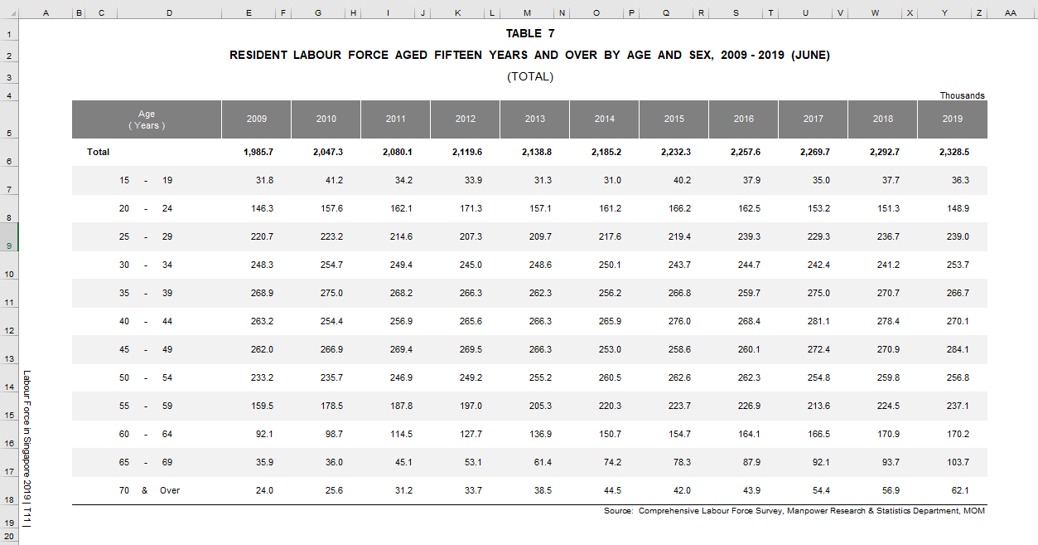 A B C D E F G H I J K L M N O P Q R S T U V W X Y Z AA
1 TABLE 7
2 RESIDENT LABOUR FORCE AGED FIFTEEN YEARS AND OVER BY AGE AND SEX, 2009 - 2019 (JUNE)
3 (TOTAL)
4 Thousands
Age
5 ( Years ) 2009 2010 2011 2012 2013 2014 2015 2016 2017 2018 2019
6 Total 1,985.7 2,047.3 2,080.1 2,119.6 2,138.8 2,185.2 2,232.3 2,257.6 2,269.7 2,292.7 2,328.5
7 15 - 19 31.8 41.2 34.2 33.9 31.3 31.0 40.2 37.9 35.0 37.7 36.3
8 20 - 24 146.3 157.6 162.1 171.3 157.1 161.2 166.2 162.5 153.2 151.3 148.9
9 25 - 29 220.7 223.2 214.6 207.3 209.7 217.6 219.4 239.3 229.3 236.7 239.0
10 30 - 34 248.3 254.7 249.4 245.0 248.6 250.1 243.7 244.7 242.4 241.2 253.7
11 35 - 39 268.9 275.0 268.2 266.3 262.3 256.2 266.8 259.7 275.0 270.7 266.7
12 40 - 44 263.2 254.4 256.9 265.6 266.3 265.9 276.0 268.4 281.1 278.4 270.1
13 45 - 49 262.0 266.9 269.4 269.5 266.3 253.0 258.6 260.1 272.4 270.9 284.1
14 50 - 54 233.2 235.7 246.9 249.2 255.2 260.5 262.6 262.3 254.8 259.8 256.8
15 55 - 59 159.5 178.5 187.8 197.0 205.3 220.3 223.7 226.9 213.6 224.5 237.1
16 60 - 64 92.1 98.7 114.5 127.7 136.9 150.7 154.7 164.1 166.5 170.9 170.2
17 65 - 69 35.9 36.0 45.1 53.1 61.4 74.2 78.3 87.9 92.1 93.7 103.7
18 70 & Over 24.0 25.6 31.2 33.7 38.5 44.5 42.0 43.9 54.4 56.9 62.1
19 Source: Comprehensive Labour Force Survey, Manpower Research & Statistics Department, MOM
20
Labour Force in Singapore 2019 | T11 |